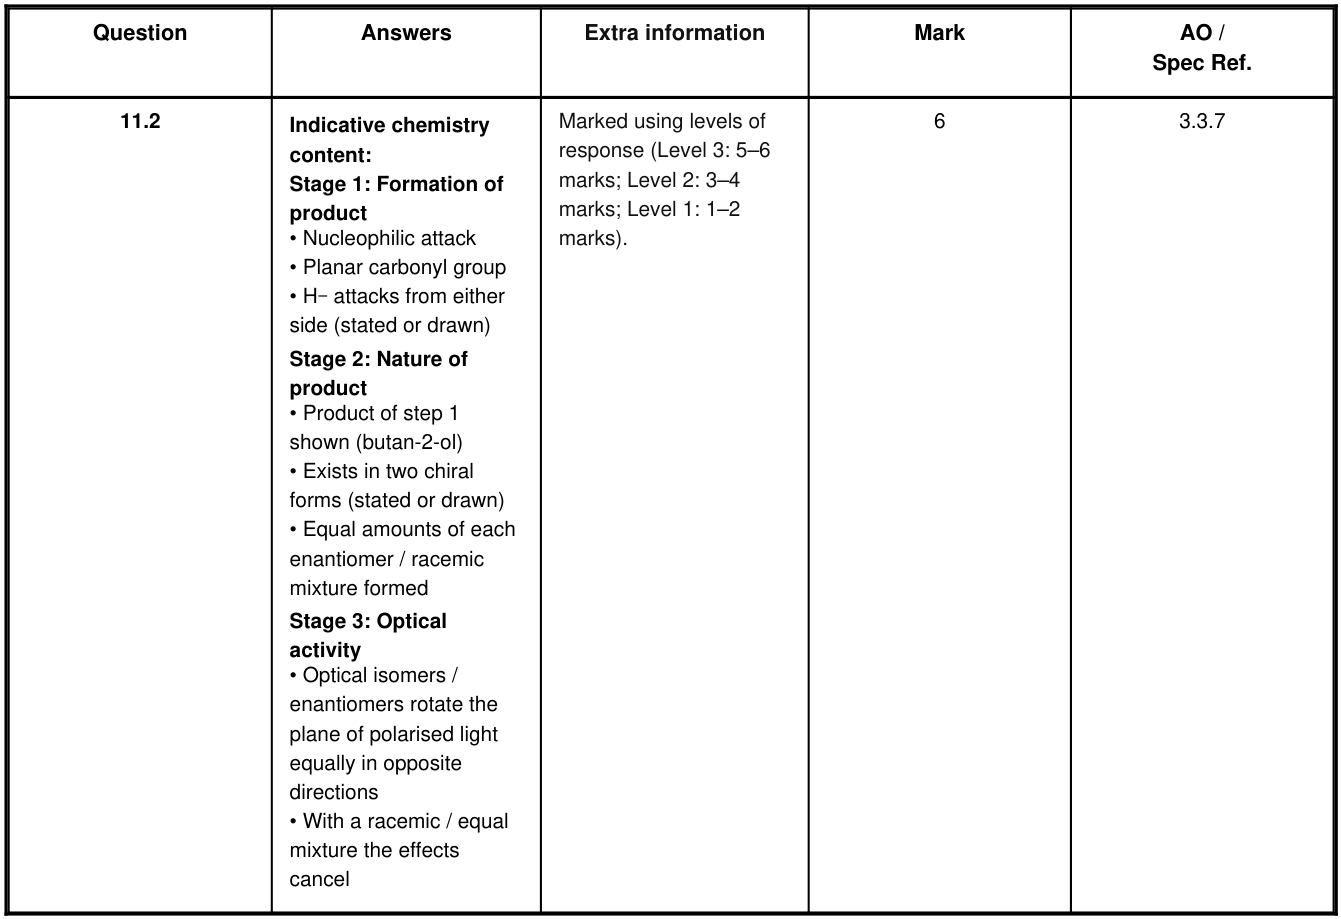 Question
Answers
Extra information
Mark
AO /
Spec Ref.
11.2
Indicative chemistry
content:
Stage 1: Formation of
product
• Nucleophilic attack
• Planar carbonyl group
• H− attacks from either
side (stated or drawn)
Stage 2: Nature of
product
• Product of step 1
shown (butan-2-ol)
• Exists in two chiral
forms (stated or drawn)
• Equal amounts of each
enantiomer / racemic
mixture formed
Stage 3: Optical
activity
• Optical isomers /
enantiomers rotate the
plane of polarised light
equally in opposite
directions
• With a racemic / equal
mixture the effects
cancel
Marked using levels of
response (Level 3: 5–6
marks; Level 2: 3–4
marks; Level 1: 1–2
marks).
6
3.3.7